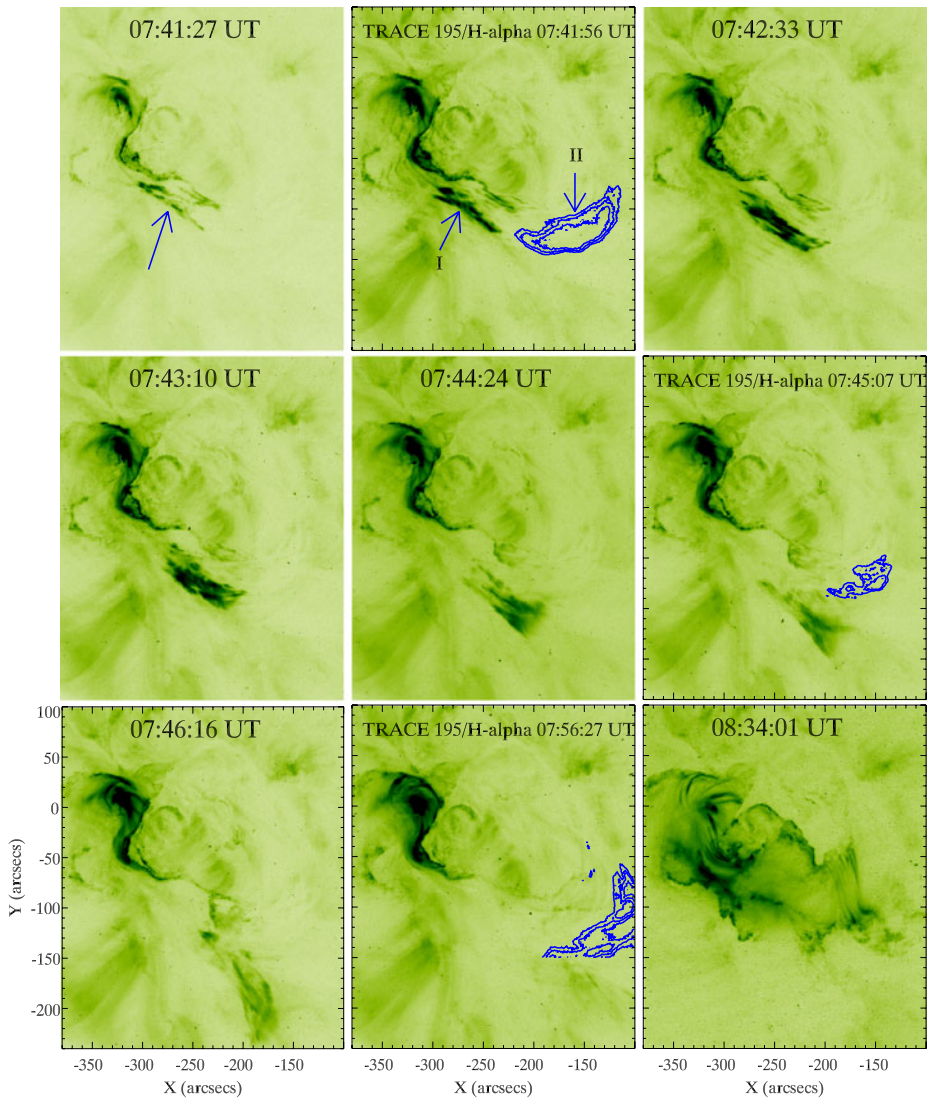 07:41:27 UT
TRACE 195/H-alpha 07:41:56 UT
07:42:33 UT
II
I
07:43:10 UT
07:44:24 UT
TRACE 195/H-alpha 07:45:07 UT
07:46:16 UT
TRACE 195/H-alpha 07:56:27 UT
08:34:01 UT
100
50
0
-50
-100
-150
-200
Y (arcsecs)
-350 -300 -250 -200 -150
-350 -300 -250 -200 -150
-350 -300 -250 -200 -150
X (arcsecs)
X (arcsecs)
X (arcsecs)